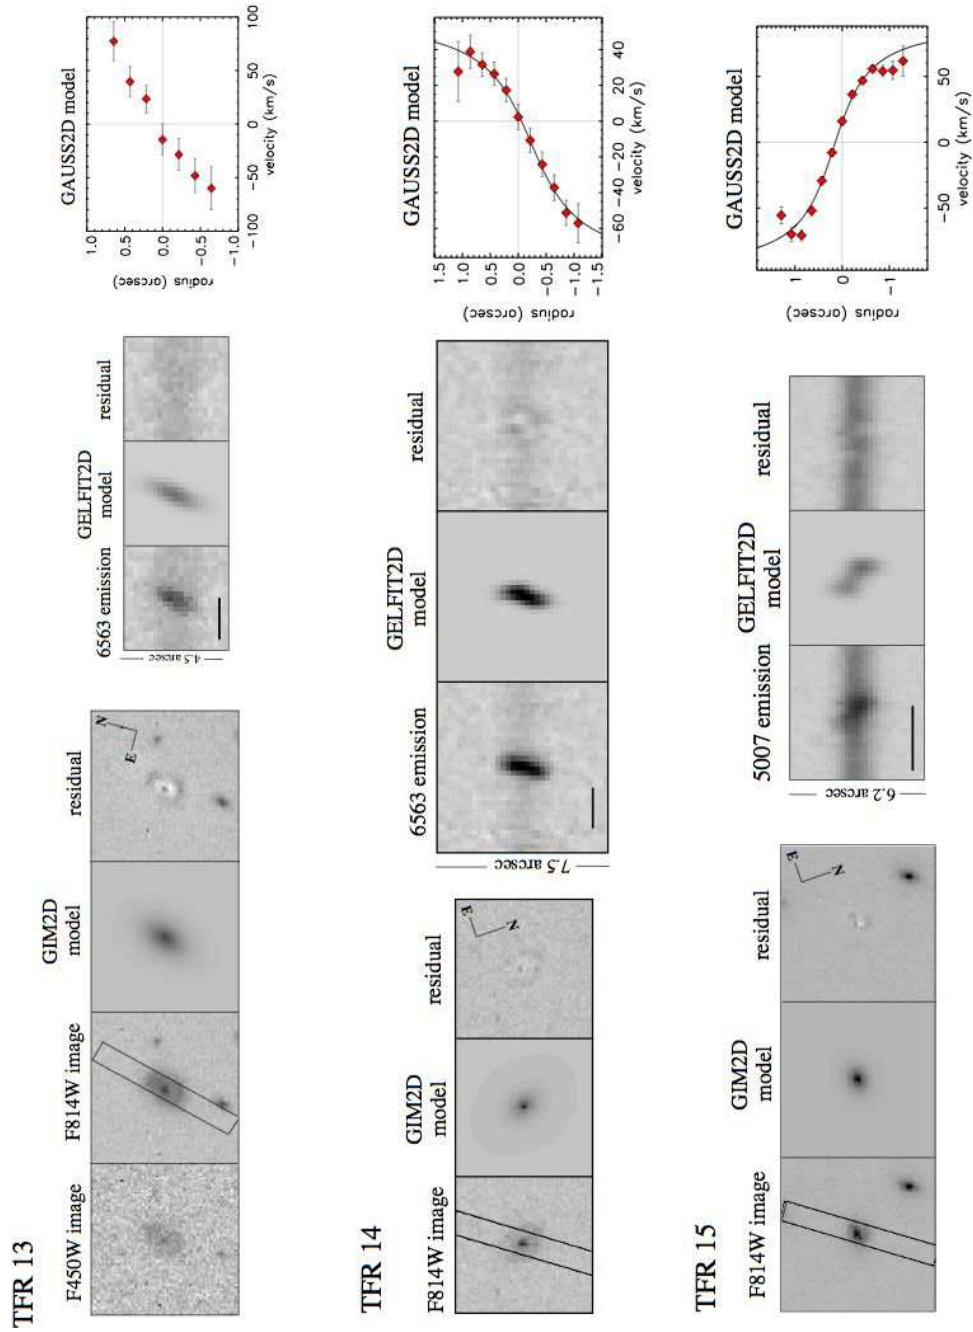 TFR 13
F450W image
F814W image
GIM2D
model
residual
N
E
6563 emission
GELFIT2D
model
residual
4.5 arcsec
GAUSS2D model
radius (arcsec)
1.0
0.5
0.0
-0.5
-1.0
-100
-50
0
50
100
velocity (km/s)
TFR 14
F814W image
GIM2D
model
residual
E
N
6563 emission
GELFIT2D
model
residual
7.5 arcsec
GAUSS2D model
radius (arcsec)
1.5
1.0
0.5
0.0
-0.5
-1.0
-1.5
-60
-40
-20
0
20
40
velocity (km/s)
TFR 15
F814W image
GIM2D
model
residual
E
N
5007 emission
GELFIT2D
model
residual
6.2 arcsec
GAUSS2D model
radius (arcsec)
1
0
-1
-50
0
50
velocity (km/s)